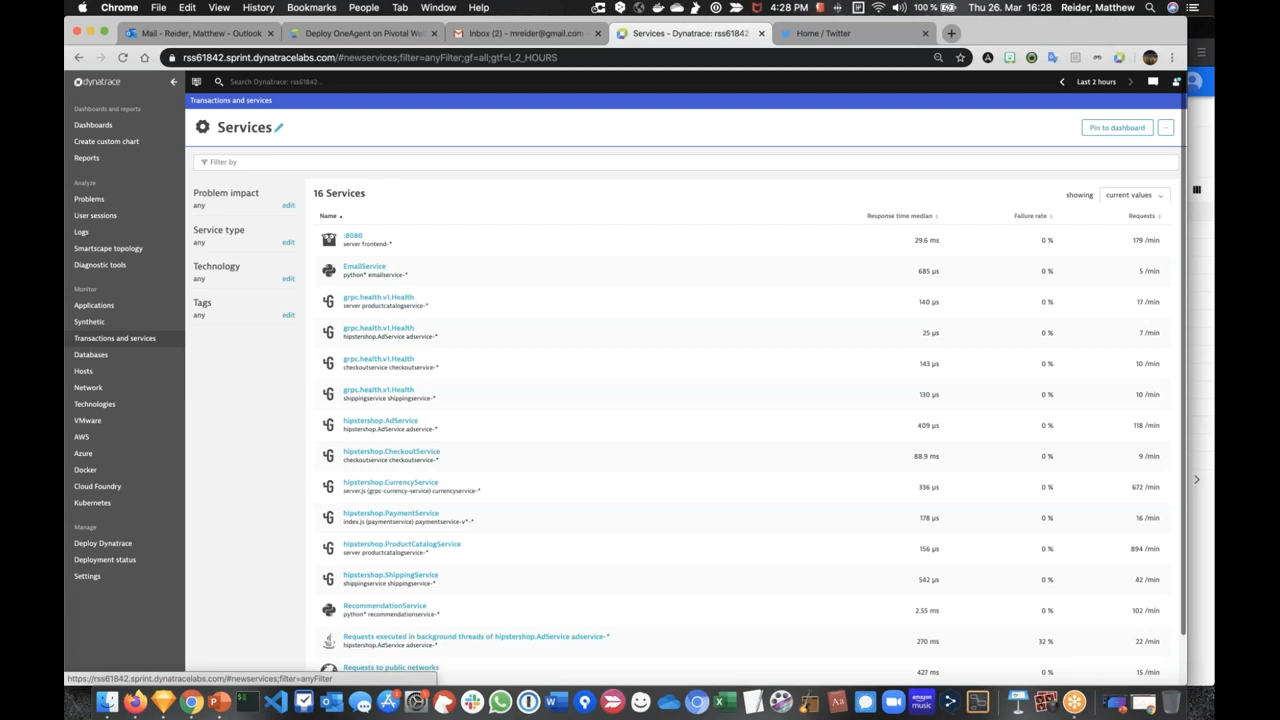 Chrome File Edit View History Bookmarks People Tab Window Help 4:28 PM 100 % Thu 26. Mar 16:28 Reider, Matthew
Mail - Reider, Matthew - Outlook
Deploy OneAgent on Pivotal We
Inbox (2) - mreider@gmail.com
Services - Dynatrace: rss61842
Home / Twitter
rss61842.sprint.dynatracelabs.com/#newservices;filter=anyFilter;gf=all;gtf=l_2_HOURS
dynatrace
Search Dynatrace: rss61842...
Last 2 hours
Dashboards and reports
Dashboards
Create custom chart
Reports
Analyze
Problems
User sessions
Logs
Smartscape topology
Diagnostic tools
Monitor
Applications
Synthetic
Transactions and services
Databases
Hosts
Network
Technologies
VMware
AWS
Azure
Docker
Cloud Foundry
Kubernetes
Manage
Deploy Dynatrace
Deployment status
Settings
Transactions and services
Services
Pin to dashboard
...
Filter by
Problem impact
any edit
Service type
any edit
Technology
any edit
Tags
any edit
16 Services
showing current values
Name Response time median Failure rate Requests
:8080 29.6 ms 0 % 179 /min
server frontend-*
EmailService 685 µs 0 % 5 /min
python* emailservice-*
grpc.health.v1.Health 140 µs 0 % 17 /min
server productcatalogservice-*
grpc.health.v1.Health 25 µs 0 % 7 /min
hipstershop.AdService adservice-*
grpc.health.v1.Health 143 µs 0 % 10 /min
checkoutservice checkoutservice-*
grpc.health.v1.Health 130 µs 0 % 10 /min
shippingservice shippingservice-*
hipstershop.AdService 409 µs 0 % 118 /min
hipstershop.AdService adservice-*
hipstershop.CheckoutService 88.9 ms 0 % 9 /min
checkoutservice checkoutservice-*
hipstershop.CurrencyService 336 µs 0 % 672 /min
server.js (grpc-currency-service) currencyservice-*
hipstershop.PaymentService 178 µs 0 % 16 /min
index.js (paymentservice) paymentservice-v*-*
hipstershop.ProductCatalogService 156 µs 0 % 894 /min
server productcatalogservice-*
hipstershop.ShippingService 542 µs 0 % 42 /min
shippingservice shippingservice-*
RecommendationService 2.55 ms 0 % 102 /min
python* recommendationservice-*
Requests executed in background threads of hipstershop.AdService adservice-* 270 ms 32 % 22 /min
hipstershop.AdService adservice-*
Requests to public networks 427 ms 0 % 15 /min
https://rss61842.sprint.dynatracelabs.com/#newservices;filter=anyFilter
amazon
music